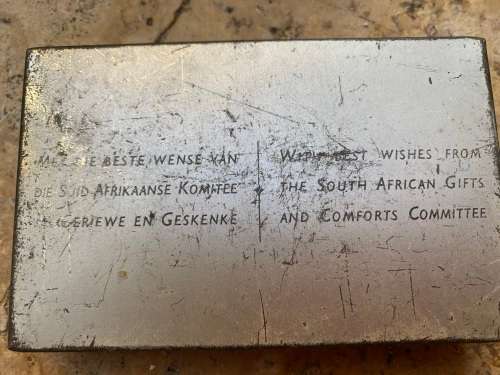 MET DIE BESTE WENSE VAN
DIE SUID AFRIKAANSE KOMITEE
GERIEWE EN GESKENKE
WITH BEST WISHES FROM
THE SOUTH AFRICAN GIFTS
AND COMFORTS COMMITTEE